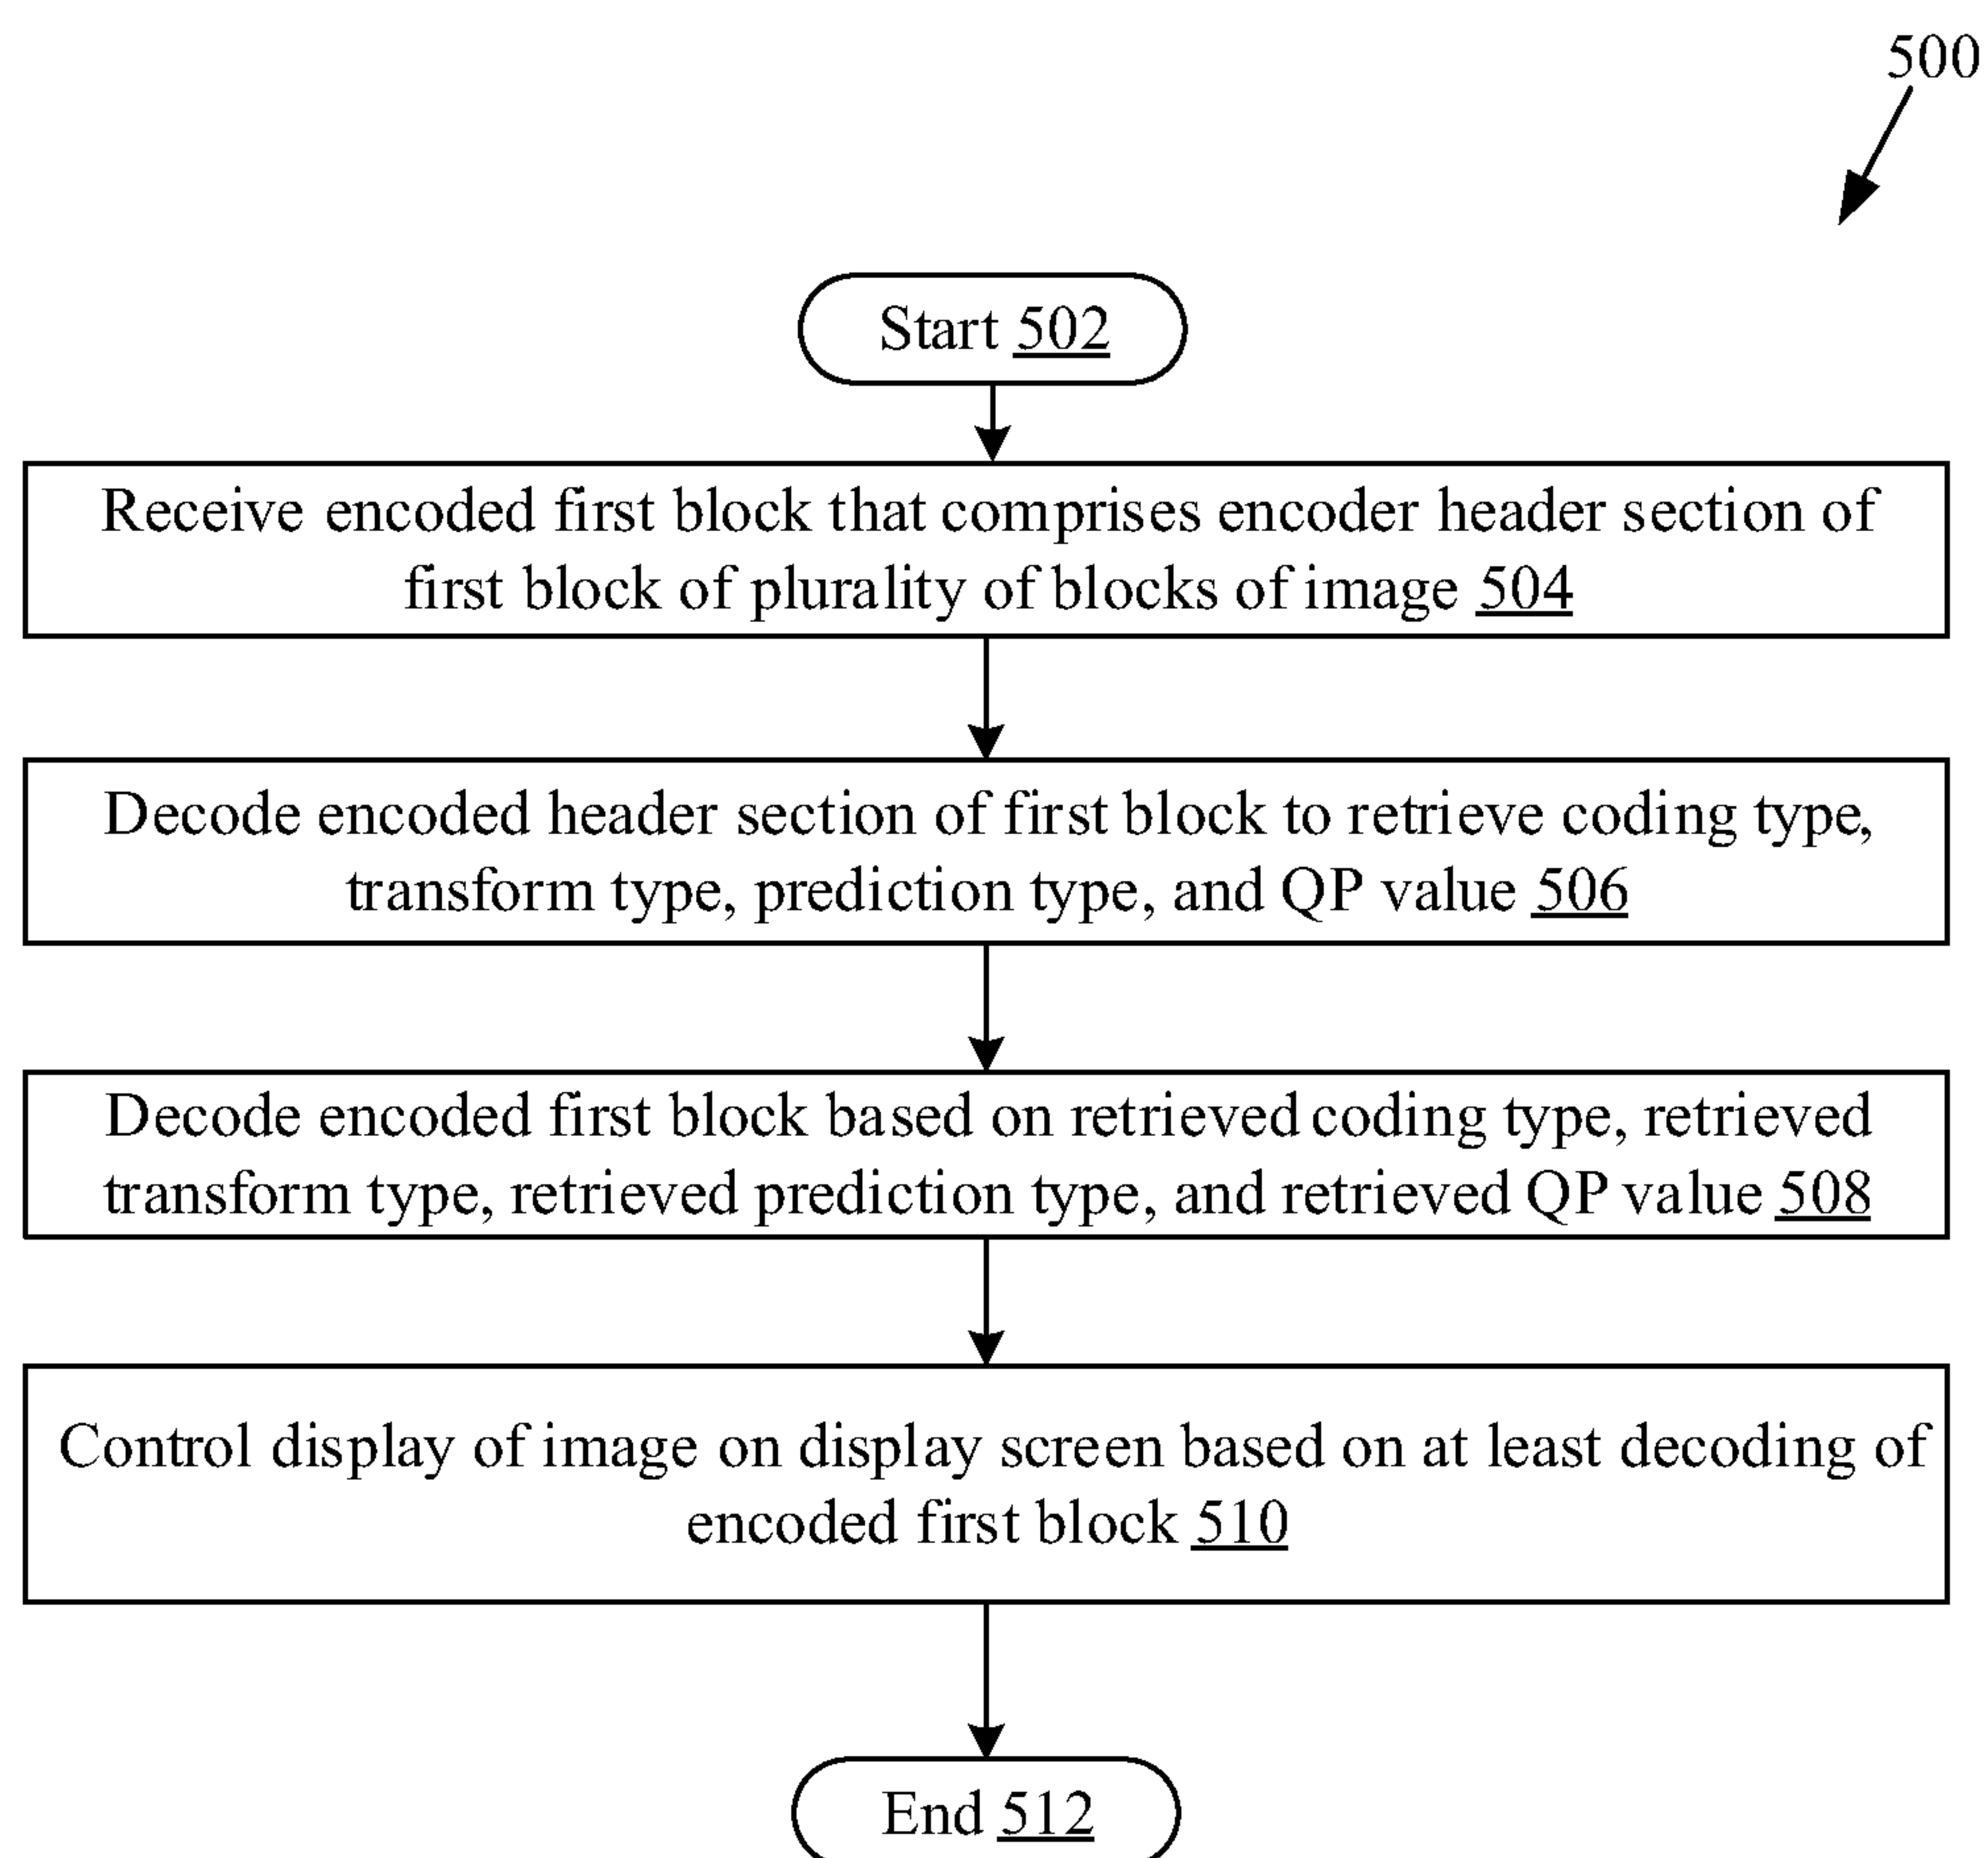 500
Start 502
Receive encoded first block that comprises encoder header section of
first block of plurality of blocks of image 504
Decode encoded header section of first block to retrieve coding type,
transform type, prediction type, and QP value 506
Decode encoded first block based on retrieved coding type, retrieved
transform type, retrieved prediction type, and retrieved QP value 508
Control display of image on display screen based on at least decoding of
encoded first block 510
End 512